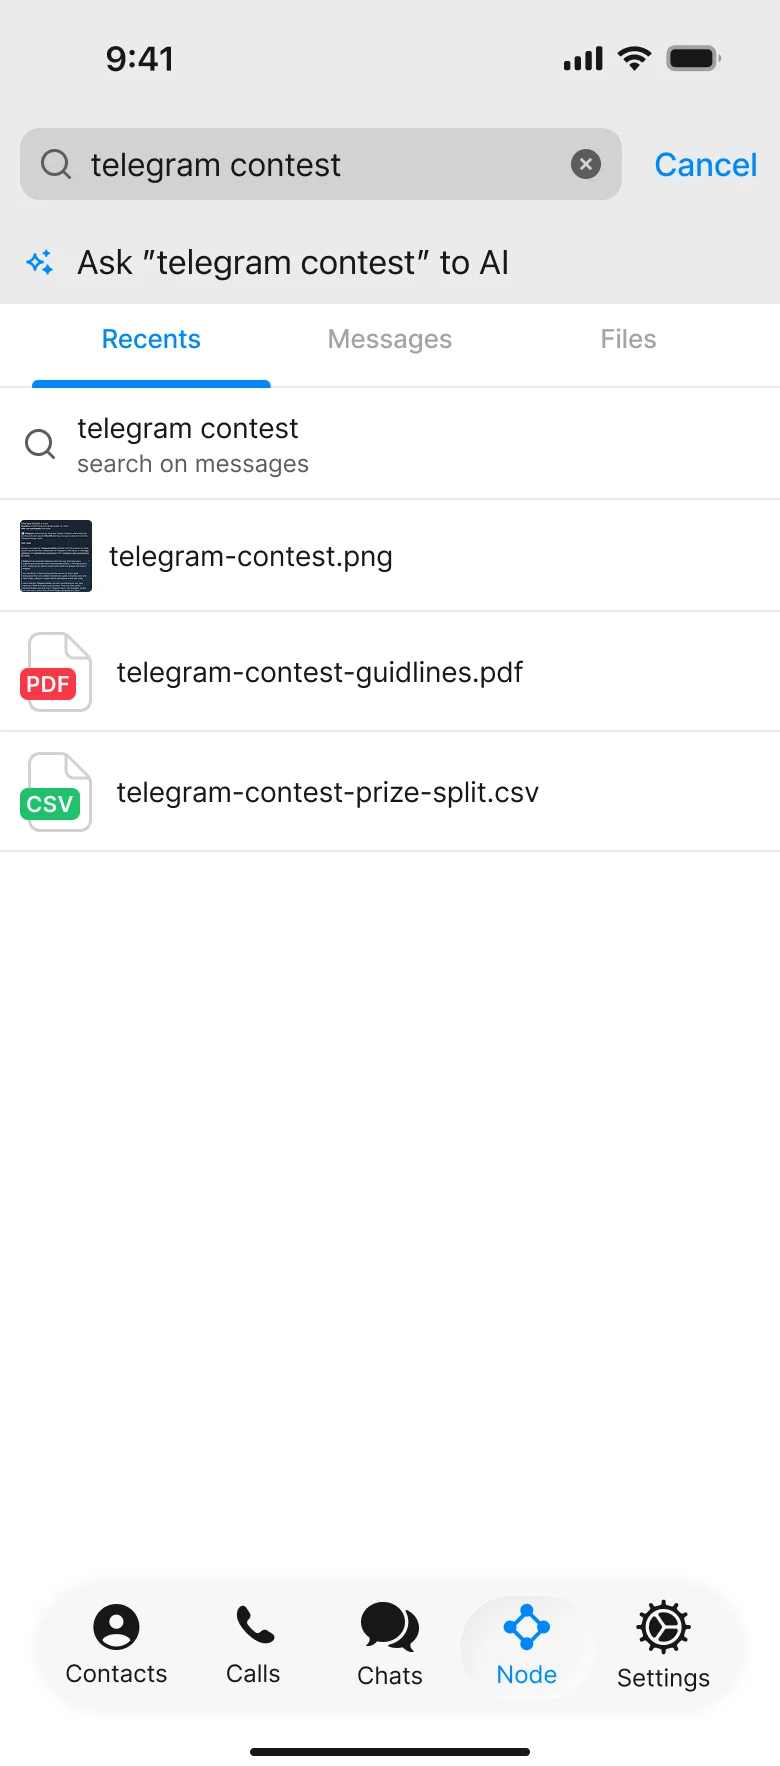 9:41
telegram contest
Cancel
Ask "telegram contest" to AI
Recents
Messages
Files
telegram contest
search on messages
telegram-contest.png
PDF
telegram-contest-guidlines.pdf
CSV
telegram-contest-prize-split.csv
Contacts
Calls
Chats
Node
Settings